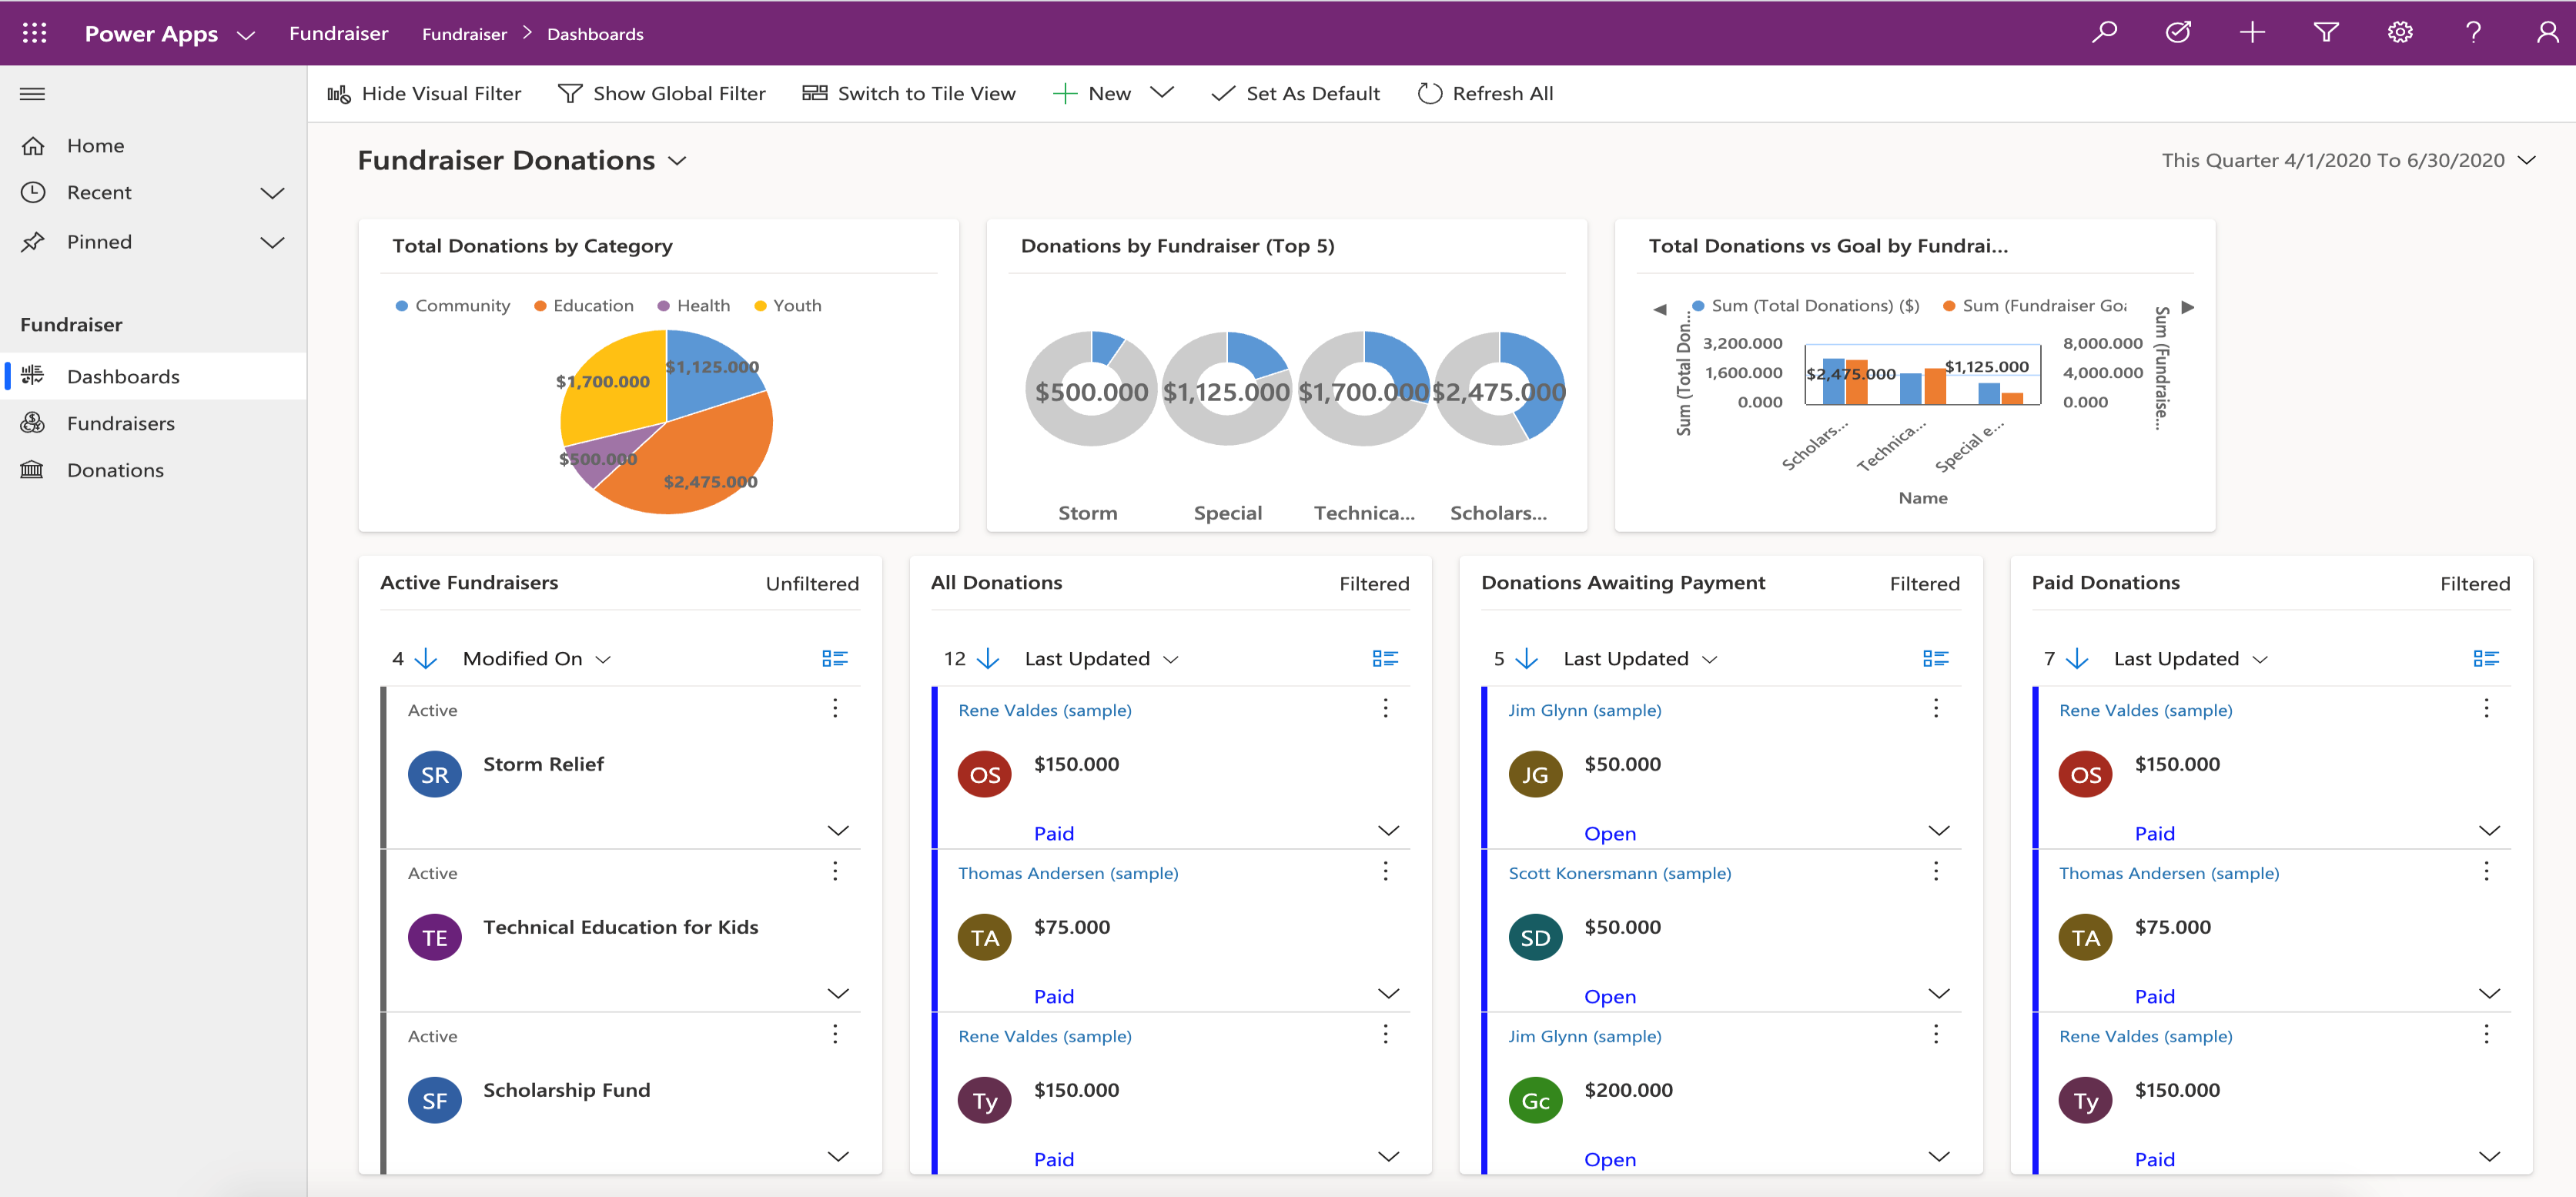 Power Apps Fundraiser Fundraiser > Dashboards
Hide Visual Filter Show Global Filter Switch to Tile View New Set As Default Refresh All
Home
Recent
Pinned
Fundraiser
Dashboards
Fundraisers
Donations
Fundraiser Donations
This Quarter 4/1/2020 To 6/30/2020
Total Donations by Category
Community Education Health Youth
$1,125.000
$1,700.000
$500.000
$2,475.000
Donations by Fundraiser (Top 5)
$500.000 $1,125.000 $1,700.000 $2,475.000
Storm Special Technica... Scholars...
Total Donations vs Goal by Fundrai...
Sum (Total Donations) ($) Sum (Fundraiser Goa
Sum (Total Don...
3,200.000
1,600.000
0.000
$2,475.000
$1,125.000
8,000.000
4,000.000
0.000
Sum (Fundraise...
Scholars... Technica... Special e...
Name
Active Fundraisers Unfiltered
4 Modified On
Active
SR Storm Relief
Active
TE Technical Education for Kids
Active
SF Scholarship Fund
All Donations Filtered
12 Last Updated
Rene Valdes (sample)
OS $150.000
Paid
Thomas Andersen (sample)
TA $75.000
Paid
Rene Valdes (sample)
Ty $150.000
Paid
Donations Awaiting Payment Filtered
5 Last Updated
Jim Glynn (sample)
JG $50.000
Open
Scott Konersmann (sample)
SD $50.000
Open
Jim Glynn (sample)
Gc $200.000
Open
Paid Donations Filtered
7 Last Updated
Rene Valdes (sample)
OS $150.000
Paid
Thomas Andersen (sample)
TA $75.000
Paid
Rene Valdes (sample)
Ty $150.000
Paid